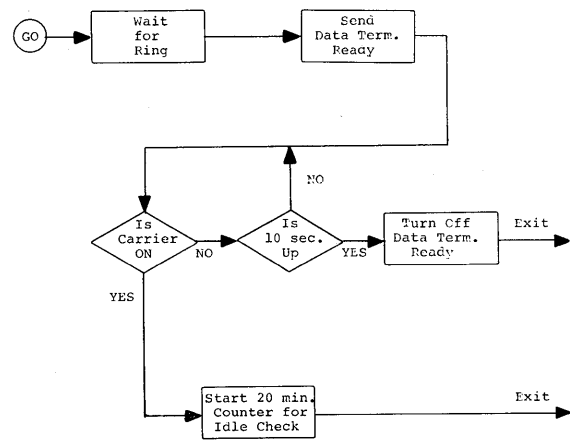 GO
Wait
for
Ring
Send
Data Term.
Ready
NO
Is
Carrier
ON
NO
Is
10 sec.
Up
YES
Turn Off
Data Term.
Ready
Exit
YES
Start 20 min.
Counter for
Idle Check
Exit